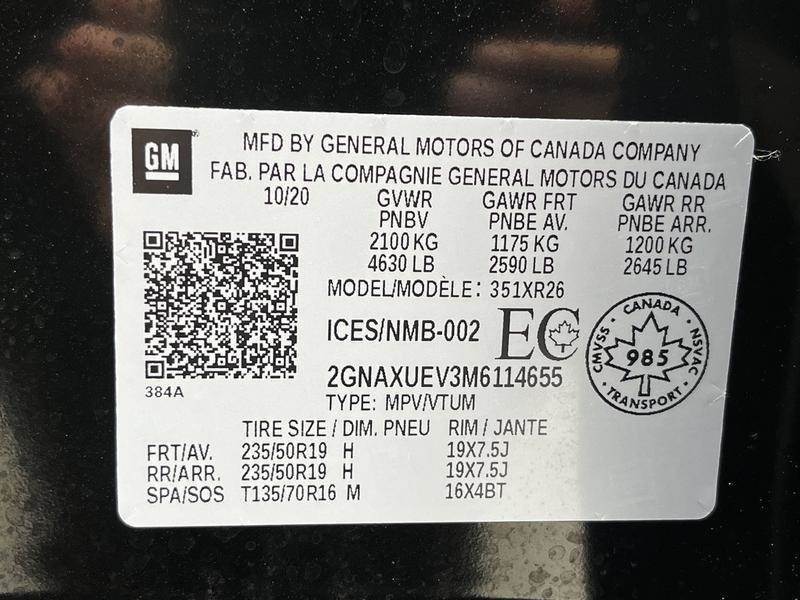 GM
MFD BY GENERAL MOTORS OF CANADA COMPANY
FAB. PAR LA COMPAGNIE GENERAL MOTORS DU CANADA
10/20 GVWR GAWR FRT GAWR RR
PNBV PNBE AV. PNBE ARR.
2100 KG 1175 KG 1200 KG
4630 LB 2590 LB 2645 LB
MODEL/MODÈLE: 351XR26
ICES/NMB-002 EC
CANADA
CMVSS 985 NSVAC
TRANSPORT
2GNAXUEV3M6114655
384A
TYPE: MPV/VTUM
TIRE SIZE / DIM. PNEU RIM / JANTE
FRT/AV. 235/50R19 H 19X7.5J
RR/ARR. 235/50R19 H 19X7.5J
SPA/SOS T135/70R16 M 16X4BT